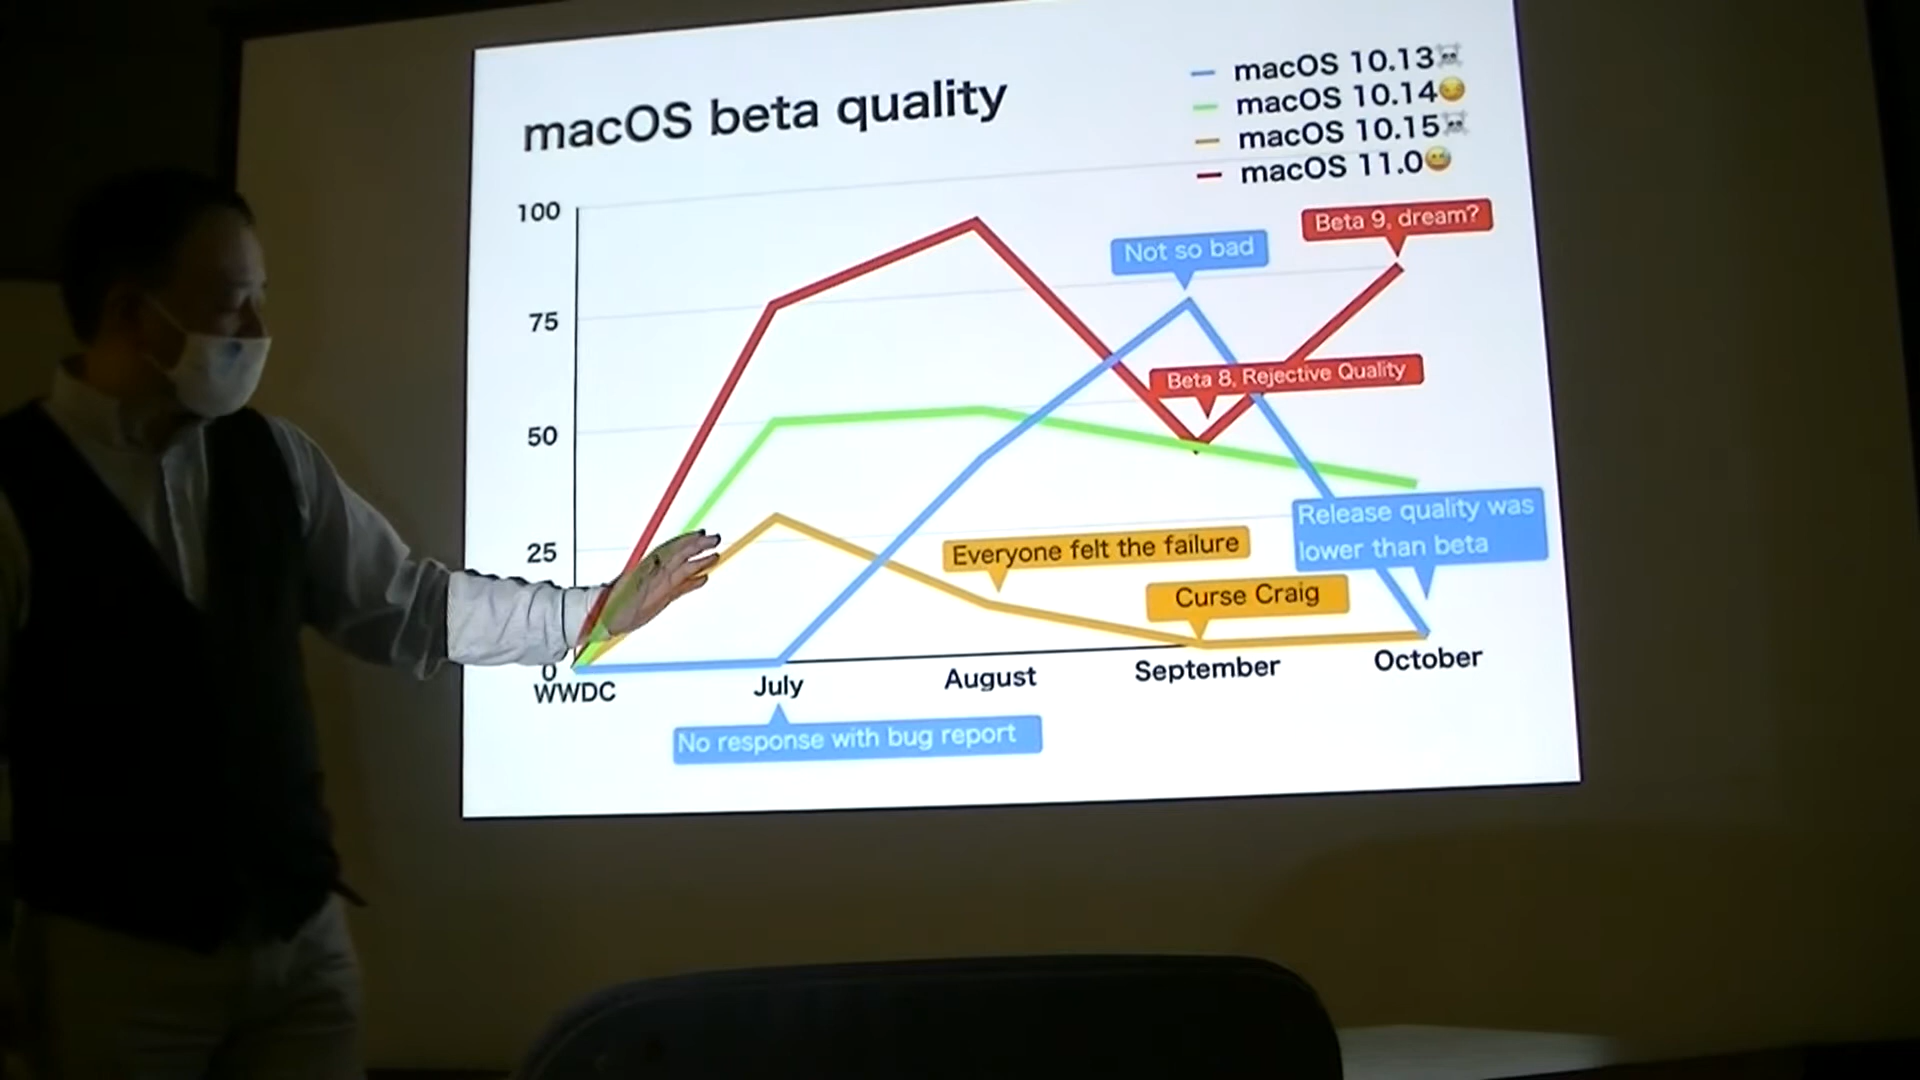 macOS beta quality
macOS 10.13☠️
macOS 10.14
macOS 10.15☠️
macOS 11.0
100
75
50
25
0
Beta 9, dream?
Not so bad
Beta 8, Rejective Quality
Release quality was
lower than beta
Everyone felt the failure
Curse Craig
WWDC
July
August
September
October
No response with bug report